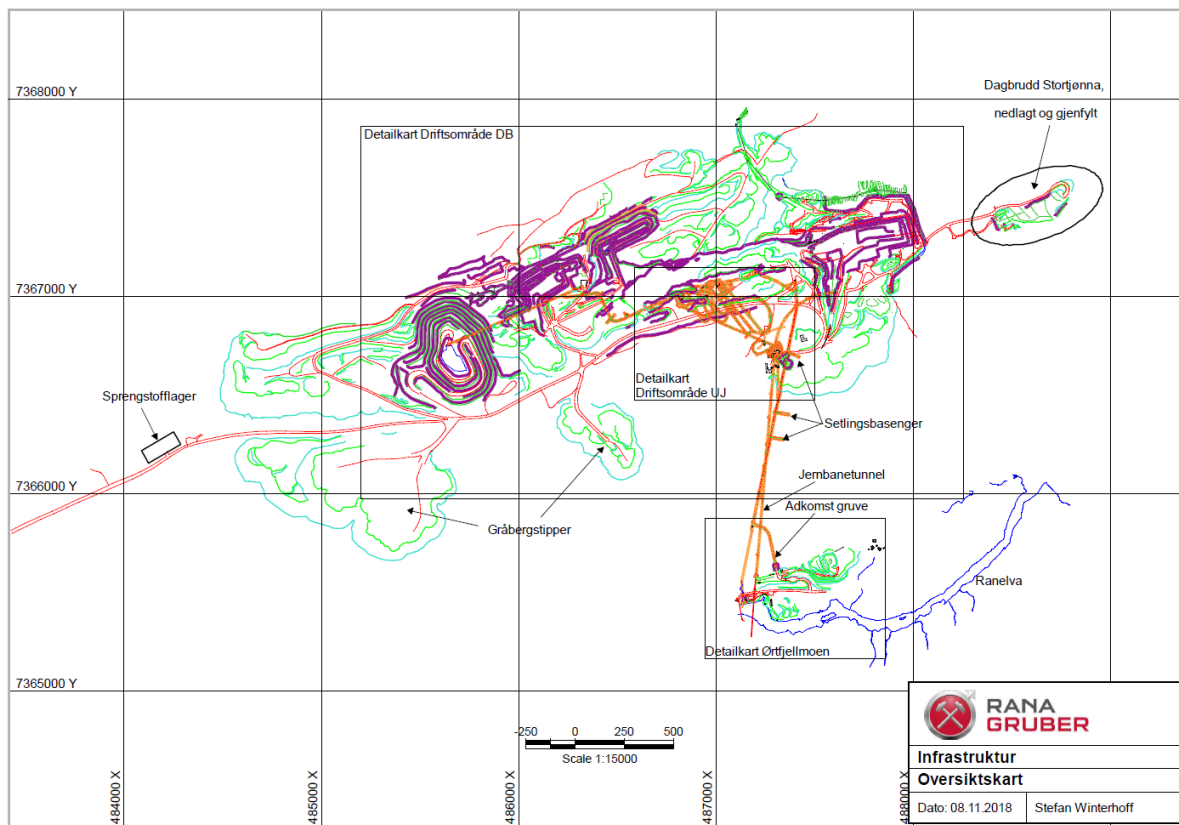 Dagbrudd Stortjønna,
nedlagt og gjenfylt
7368000 Y
Detailkart Driftsområde DB
7367000 Y
Detailkart
Driftsområde UJ
Sprengstofflager
Setlingsbasenger
7366000 Y
Jernbanetunnel
Adkomst gruve
Gråbergstipper
Ranelva
Detailkart Ørtfjellmoen
7365000 Y
-250 0 250 500
Scale 1:15000
484000 X
485000 X
486000 X
487000 X
488000 X
RANA
GRUBER
Infrastruktur
Oversiktskart
Dato: 08.11.2018 Stefan Winterhoff